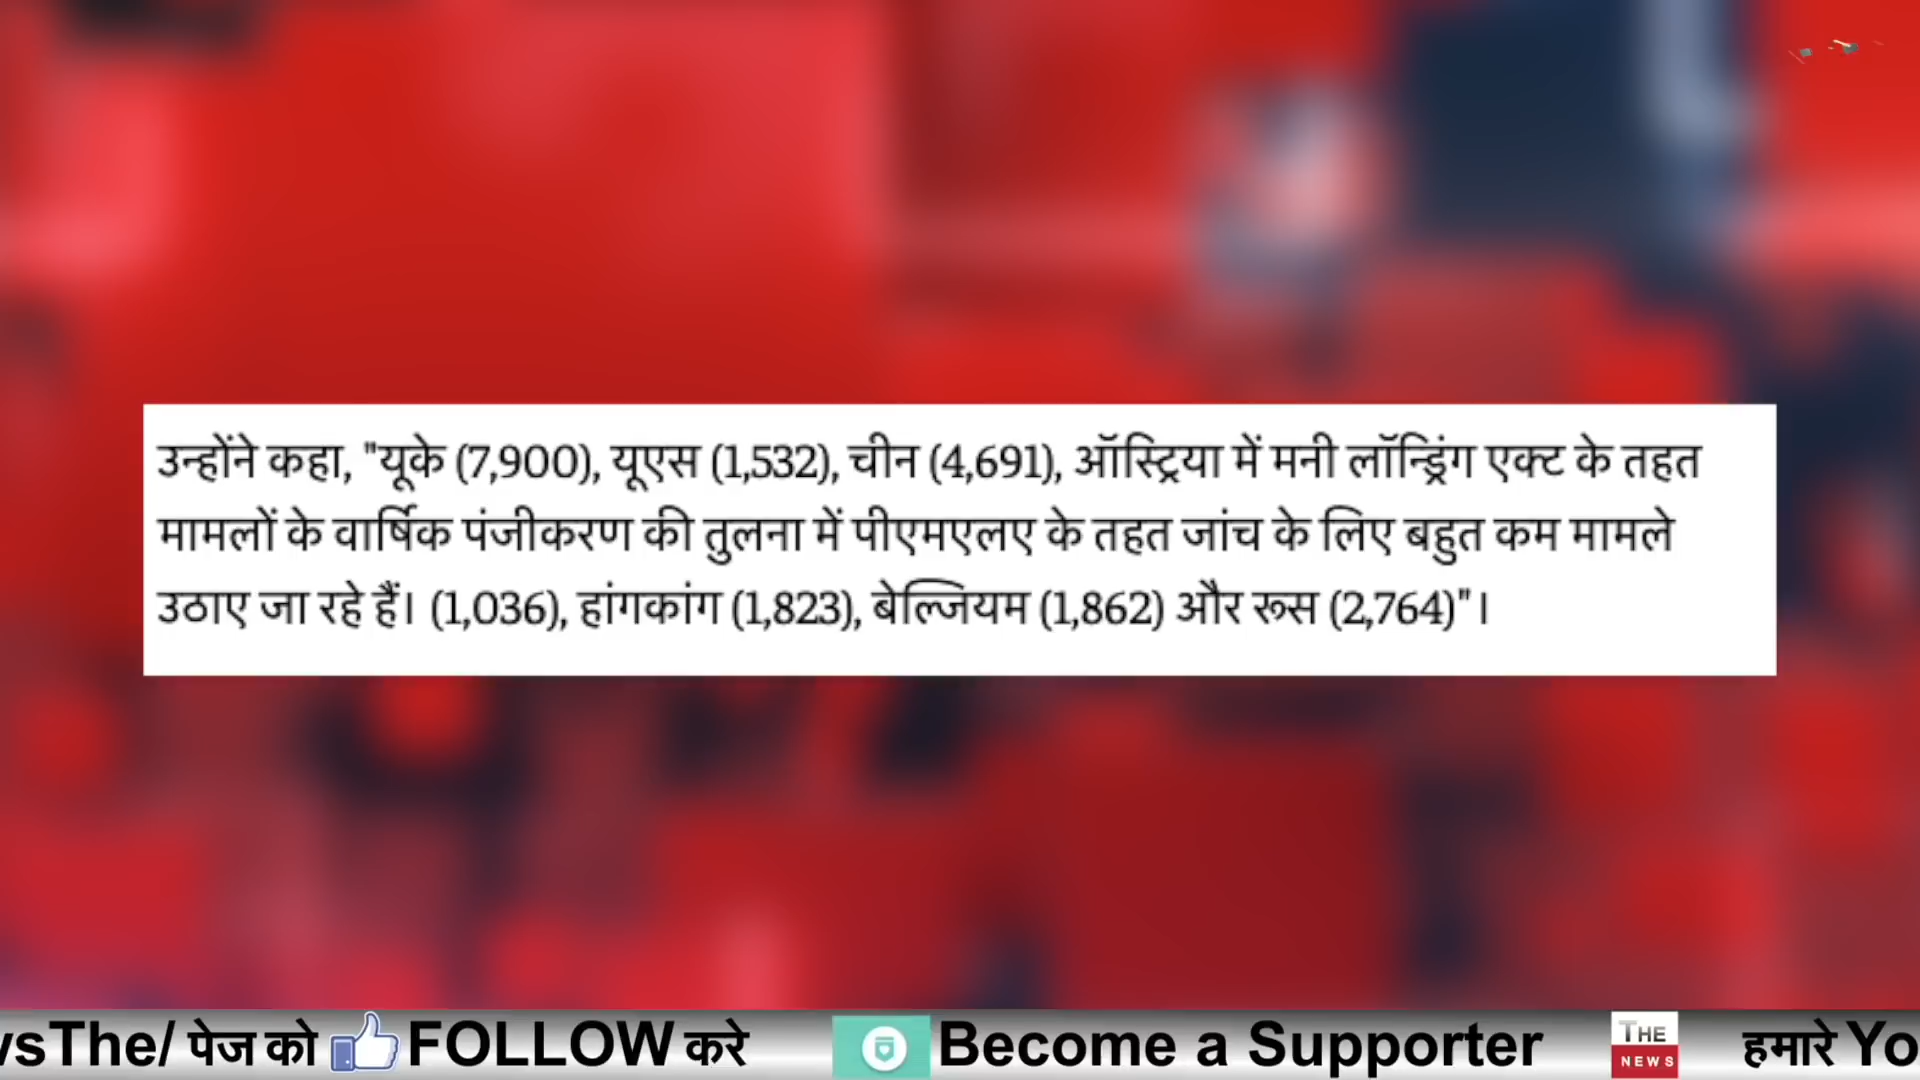 उन्होंने कहा, "यूके (7,900), यूएस (1,532), चीन (4,691), ऑस्ट्रिया में मनी लॉन्ड्रिंग एक्ट के तहत
मामलों के वार्षिक पंजीकरण की तुलना में पीएमएलए के तहत जांच के लिए बहुत कम मामले
उठाए जा रहे हैं। (1,036), हांगकांग (1,823), बेल्जियम (1,862) और रूस (2,764)"।
vsThe/ पेज को FOLLOW करे Become a Supporter THE NEWS हमारे Yo